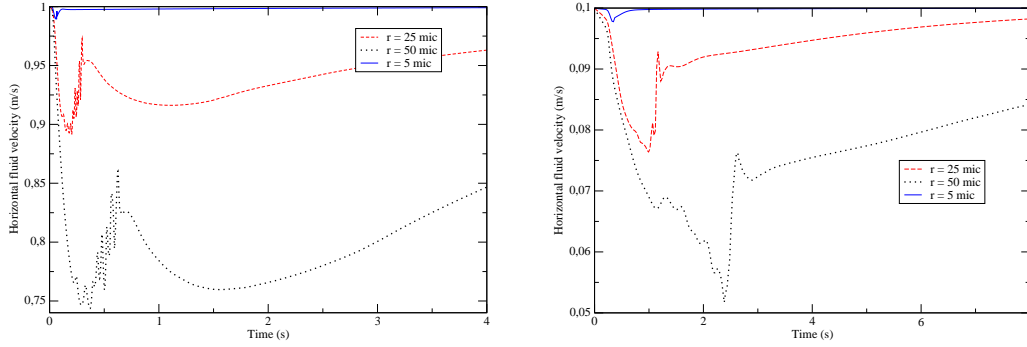 1
0,95
0,9
0,85
0,8
0,75
Horizontal fluid velocity (m/s)
r = 25 mic
r = 50 mic
r = 5 mic
0
1
2
3
4
Time (s)
0,1
0,09
0,08
0,07
0,06
0,05
Horizontal fluid velocity (m/s)
r = 25 mic
r = 50 mic
r = 5 mic
0
2
4
6
Time (s)